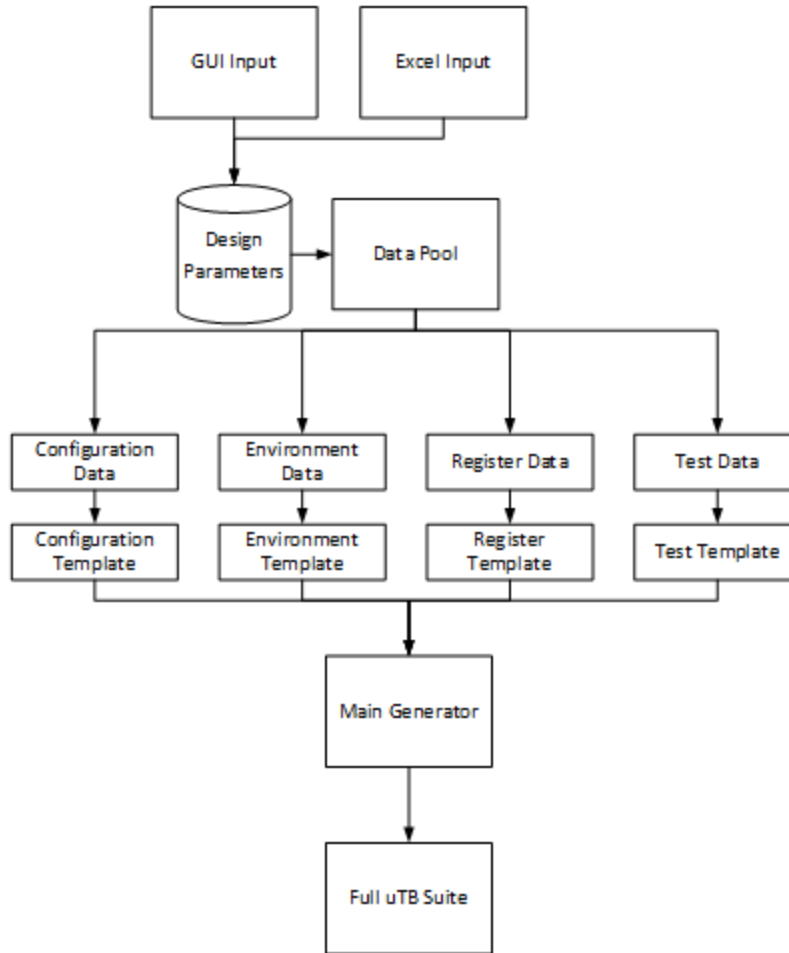 GUI Input
Excel Input
Design
Parameters
Data Pool
Configuration
Data
Environment
Data
Register Data
Test Data
Configuration
Template
Environment
Template
Register
Template
Test Template
Main Generator
Full uTB Suite